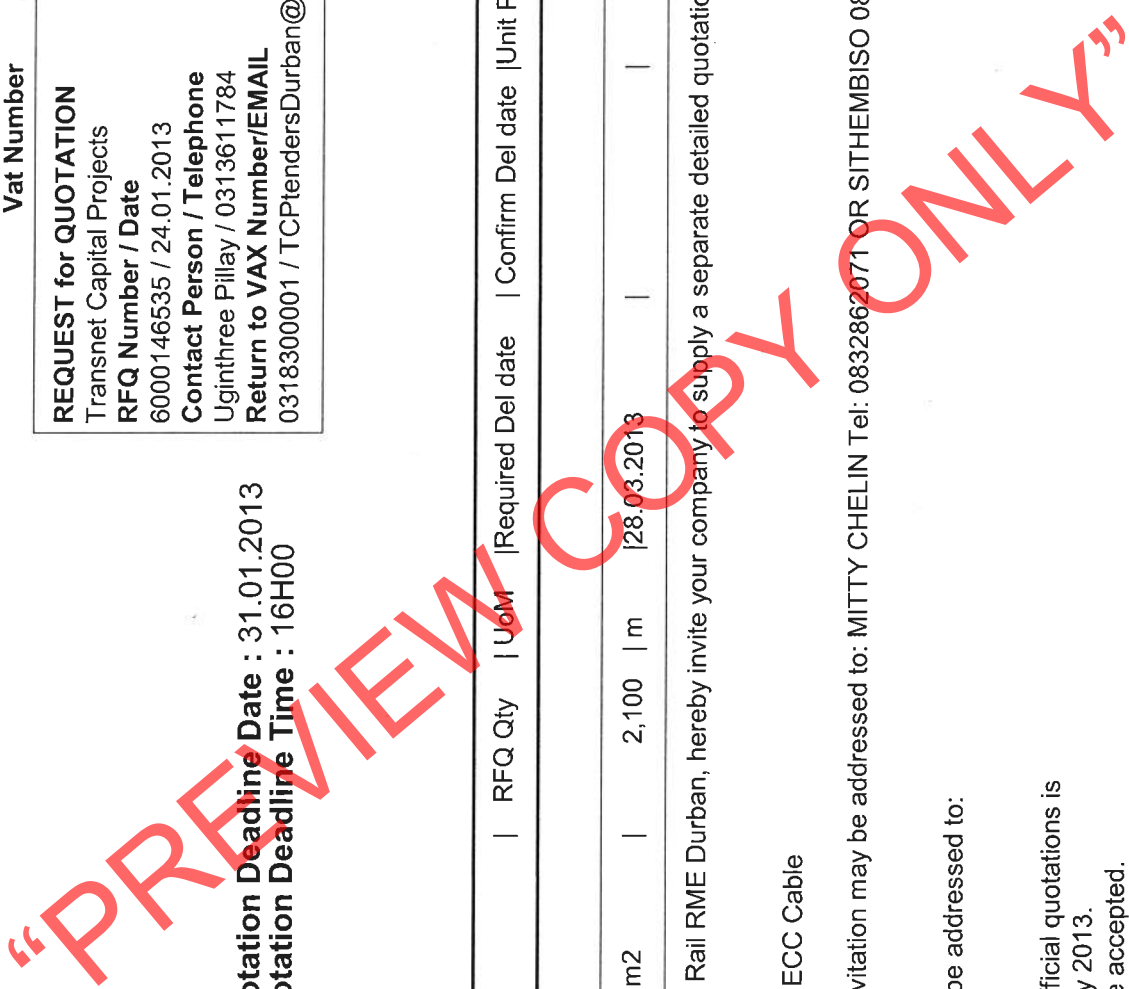 Vat Number
REQUEST for QUOTATION
Transnet Capital Projects
RFQ Number / Date
6000146535 / 24.01.2013
Contact Person / Telephone
Uginthree Pillay / 0313611784
Return to VAX Number/EMAIL
0318300001 / TCPtendersDurban@
otation Deadline Date : 31.01.2013
otation Deadline Time : 16H00
| RFQ Qty | UoM |Required Del date | Confirm Del date |Unit P
m2 | 2,100 | m |28.03.2013 | |
Rail RME Durban, hereby invite your company to supply a separate detailed quotatio
ECC Cable
vitation may be addressed to: MITTY CHELIN Tel: 0832862071 OR SITHEMBISO 08
be addressed to:
ficial quotations is
y 2013.
e accepted.
“PREVIEW COPY ONLY”